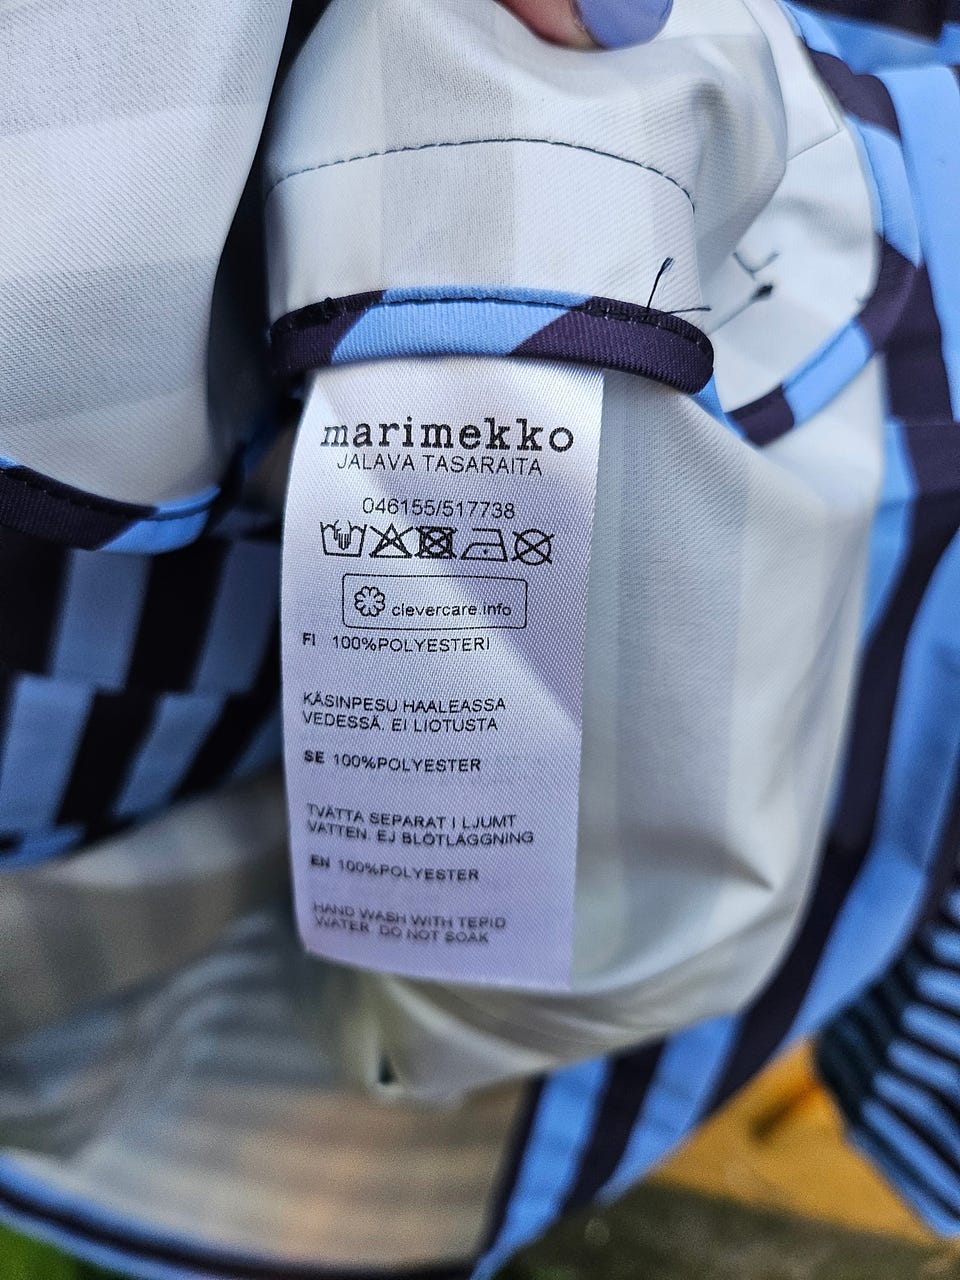 marimekko
JALAVA TASARAITA
046155/517738
clevercare.info
FI 100%POLYESTERI
KÄSINPESU HAALEASSA
VEDESSÄ. EI LIOTUSTA
SE 100%POLYESTER
TVÄTTA SEPARAT I LJUMT
VATTEN. EJ BLÖTLÄGGNING
EN 100%POLYESTER
HAND WASH WITH TEPID
WATER DO NOT SOAK